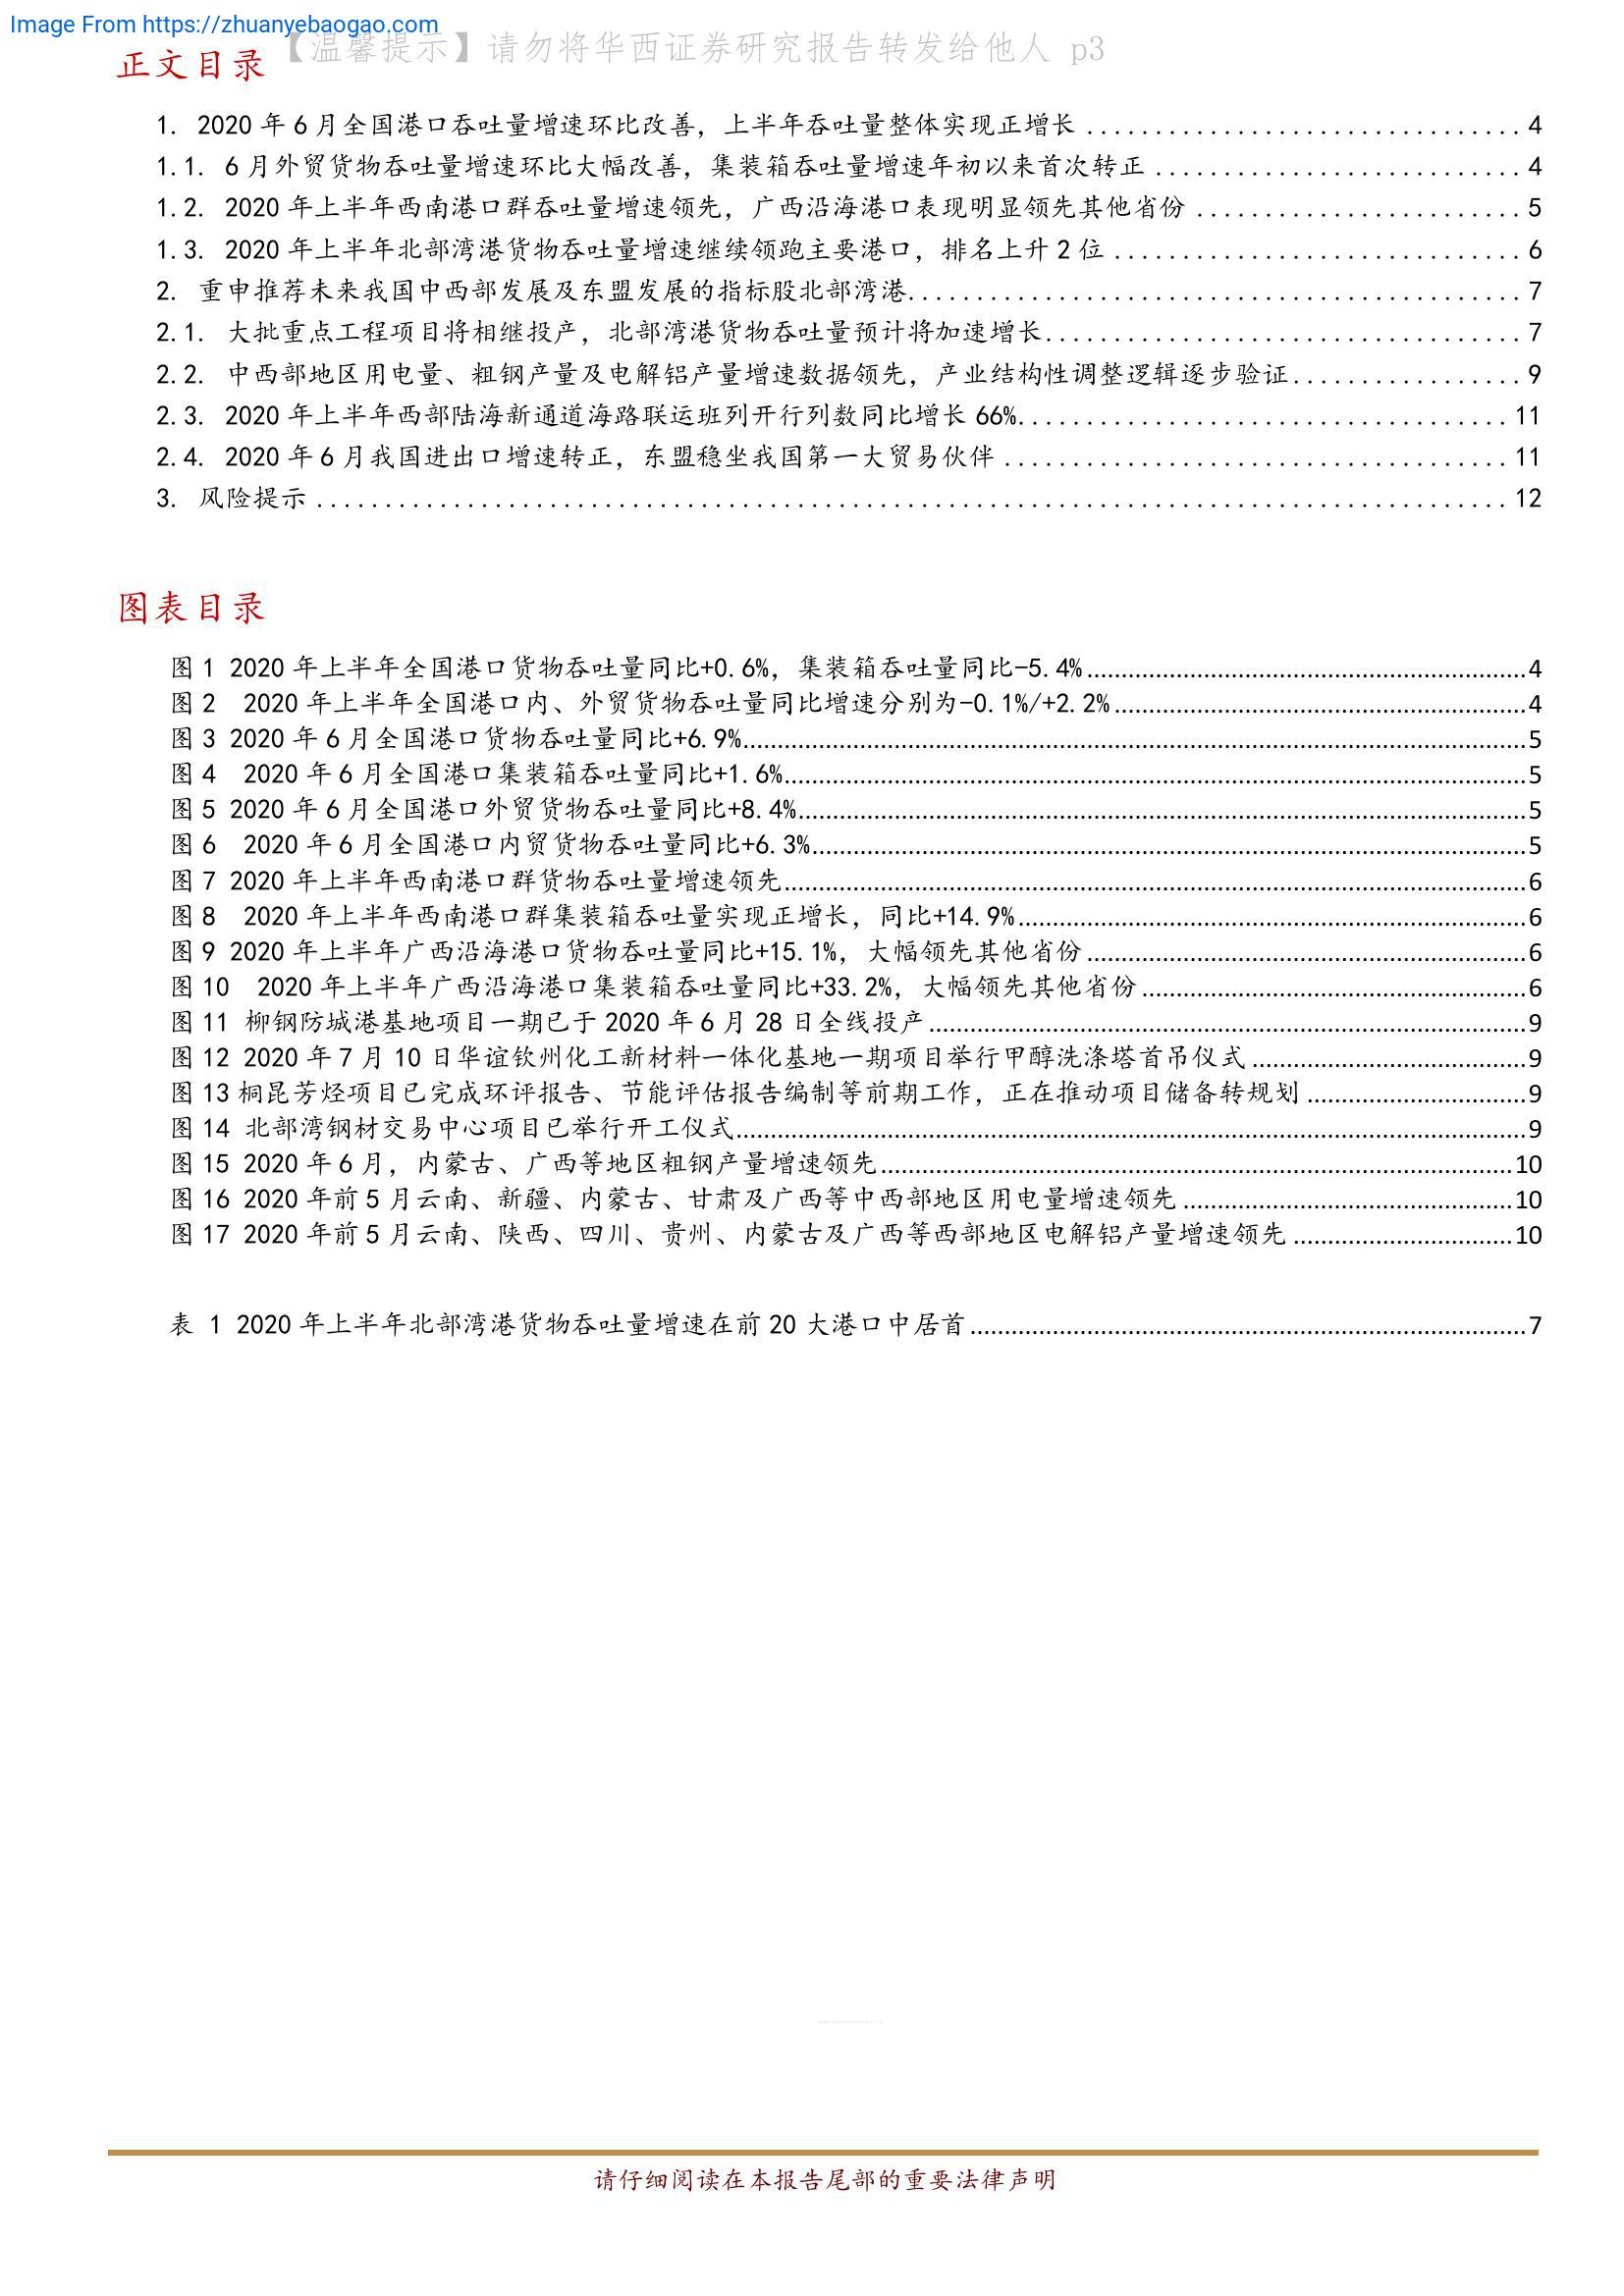 Image From https://zhuanyebaogao.com
【温馨提示】请勿将华西证券研究报告转发给他人 p3
正文目录
1. 2020 年 6 月全国港口吞吐量增速环比改善，上半年吞吐量整体实现正增长 ................................ 4
1.1. 6 月外贸货物吞吐量增速环比大幅改善，集装箱吞吐量增速年初以来首次转正 ........................... 4
1.2. 2020 年上半年西南港口群吞吐量增速领先，广西沿海港口表现明显领先其他省份 ........................ 5
1.3. 2020 年上半年北部湾港货物吞吐量增速继续领跑主要港口，排名上升 2 位 .............................. 6
2. 重申推荐未来我国中西部发展及东盟发展的指标股北部湾港.............................................. 7
2.1. 大批重点工程项目将相继投产，北部湾港货物吞吐量预计将加速增长.................................... 7
2.2. 中西部地区用电量、粗钢产量及电解铝产量增速数据领先，产业结构性调整逻辑逐步验证................. 9
2.3. 2020 年上半年西部陆海新通道海路联运班列开行列数同比增长 66%.................................... 11
2.4. 2020 年 6 月我国进出口增速转正，东盟稳坐我国第一大贸易伙伴 ..................................... 11
3. 风险提示 ........................................................................................ 12
图表目录
图 1 2020 年上半年全国港口货物吞吐量同比+0.6%，集装箱吞吐量同比-5.4%................................4
图 2  2020 年上半年全国港口内、外贸货物吞吐量同比增速分别为-0.1%/+2.2%................................4
图 3 2020 年 6 月全国港口货物吞吐量同比+6.9%................................5
图 4  2020 年 6 月全国港口集装箱吞吐量同比+1.6%................................5
图 5 2020 年 6 月全国港口外贸货物吞吐量同比+8.4%................................5
图 6  2020 年 6 月全国港口内贸货物吞吐量同比+6.3%................................5
图 7 2020 年上半年西南港口群货物吞吐量增速领先................................6
图 8  2020 年上半年西南港口群集装箱吞吐量实现正增长，同比+14.9%................................6
图 9 2020 年上半年广西沿海港口货物吞吐量同比+15.1%，大幅领先其他省份................................6
图 10  2020 年上半年广西沿海港口集装箱吞吐量同比+33.2%，大幅领先其他省份................................6
图 11 柳钢防城港基地项目一期已于 2020 年 6 月 28 日全线投产................................9
图 12 2020 年 7 月 10 日华谊钦州化工新材料一体化基地一期项目举行甲醇洗涤塔首吊仪式................................9
图 13 桐昆芳烃项目已完成环评报告、节能评估报告编制等前期工作，正在推动项目储备转规划................................9
图 14 北部湾钢材交易中心项目已举行开工仪式................................9
图 15 2020 年 6 月，内蒙古、广西等地区粗钢产量增速领先................................10
图 16 2020 年前 5 月云南、新疆、内蒙古、甘肃及广西等中西部地区用电量增速领先................................10
图 17 2020 年前 5 月云南、陕西、四川、贵州、内蒙古及广西等西部地区电解铝产量增速领先................................10
表 1 2020 年上半年北部湾港货物吞吐量增速在前 20 大港口中居首................................7
请仔细阅读在本报告尾部的重要法律声明